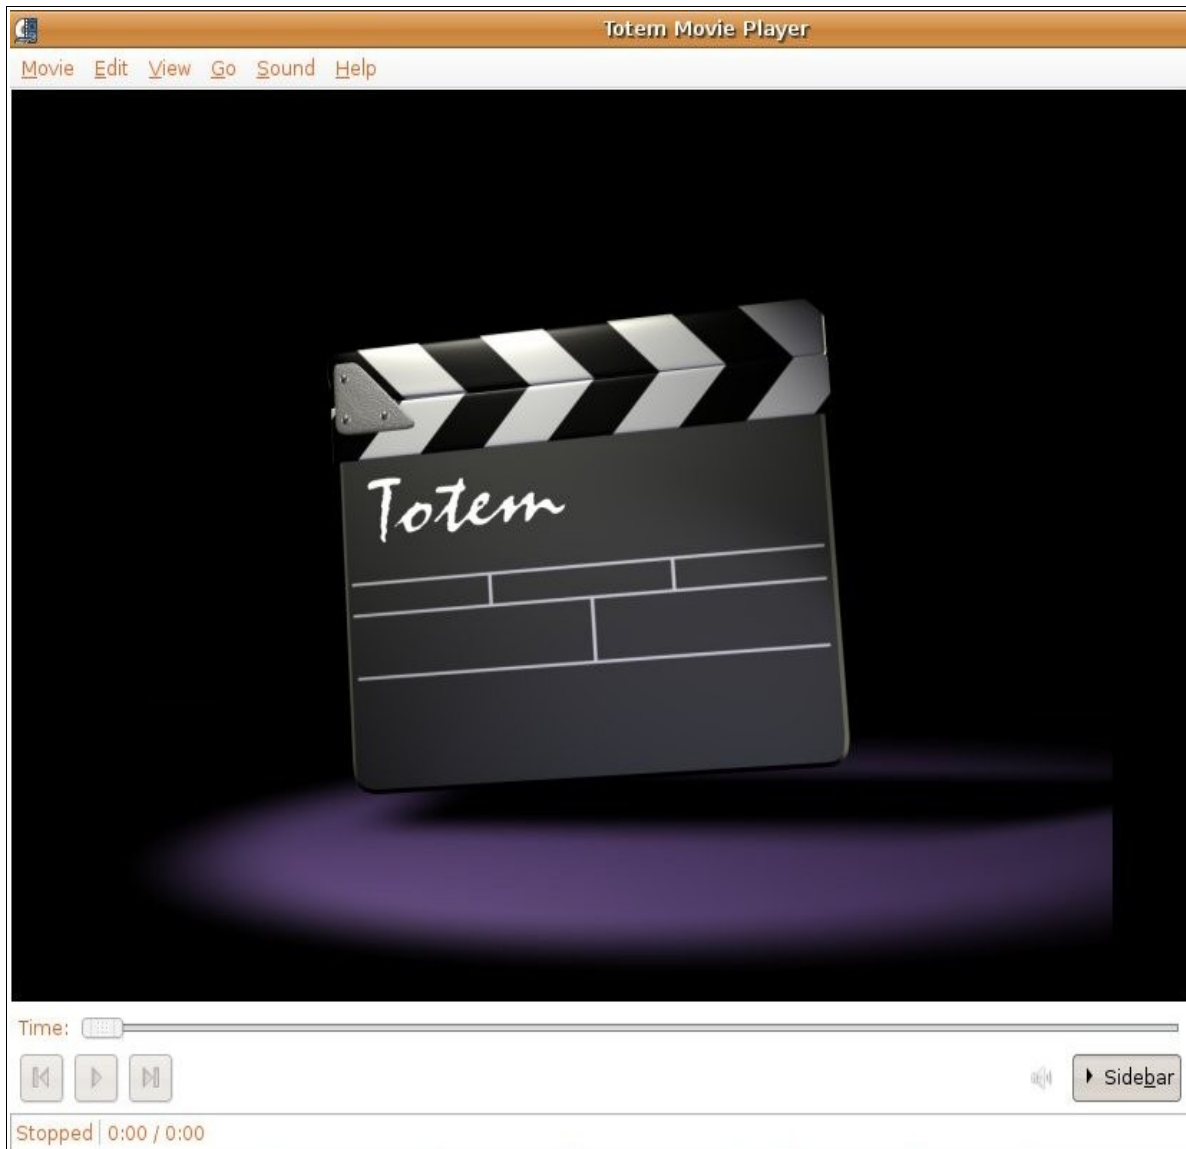 Totem Movie Player
Movie Edit View Go Sound Help
Totem
Time:
Sidebar
Stopped 0:00 / 0:00